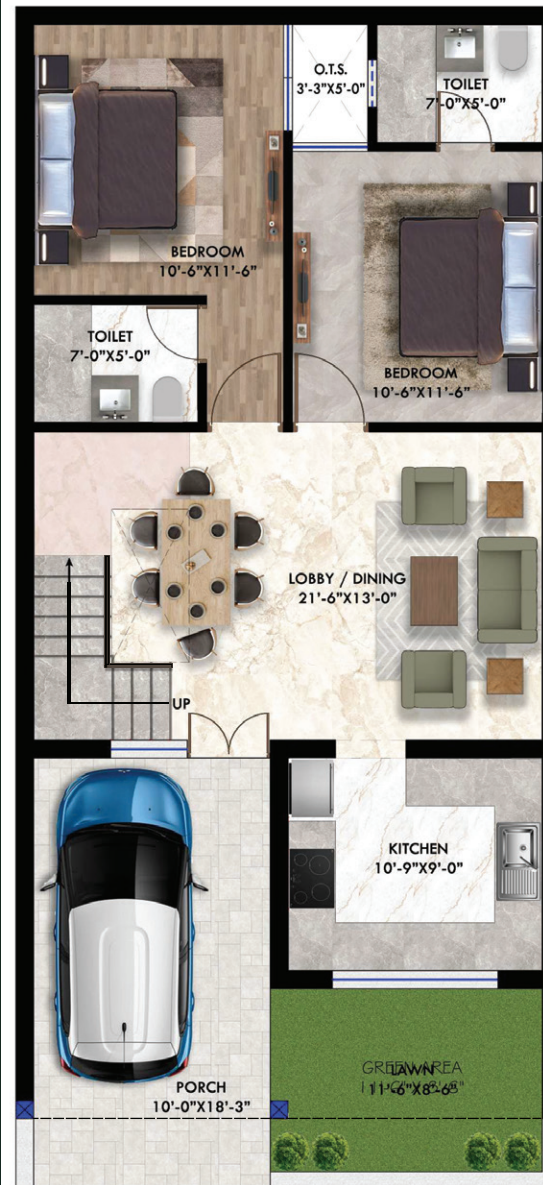 O.T.S.
3'-3"X5'-0"
TOILET
7'-0"X5'-0"
BEDROOM
10'-6"X11'-6"
TOILET
7'-0"X5'-0"
BEDROOM
10'-6"X11'-6"
LOBBY / DINING
21'-6"X13'-0"
UP
KITCHEN
10'-9"X9'-0"
GREEN AREA
LAWN
11'-6"X8'-6"
PORCH
10'-0"X18'-3"